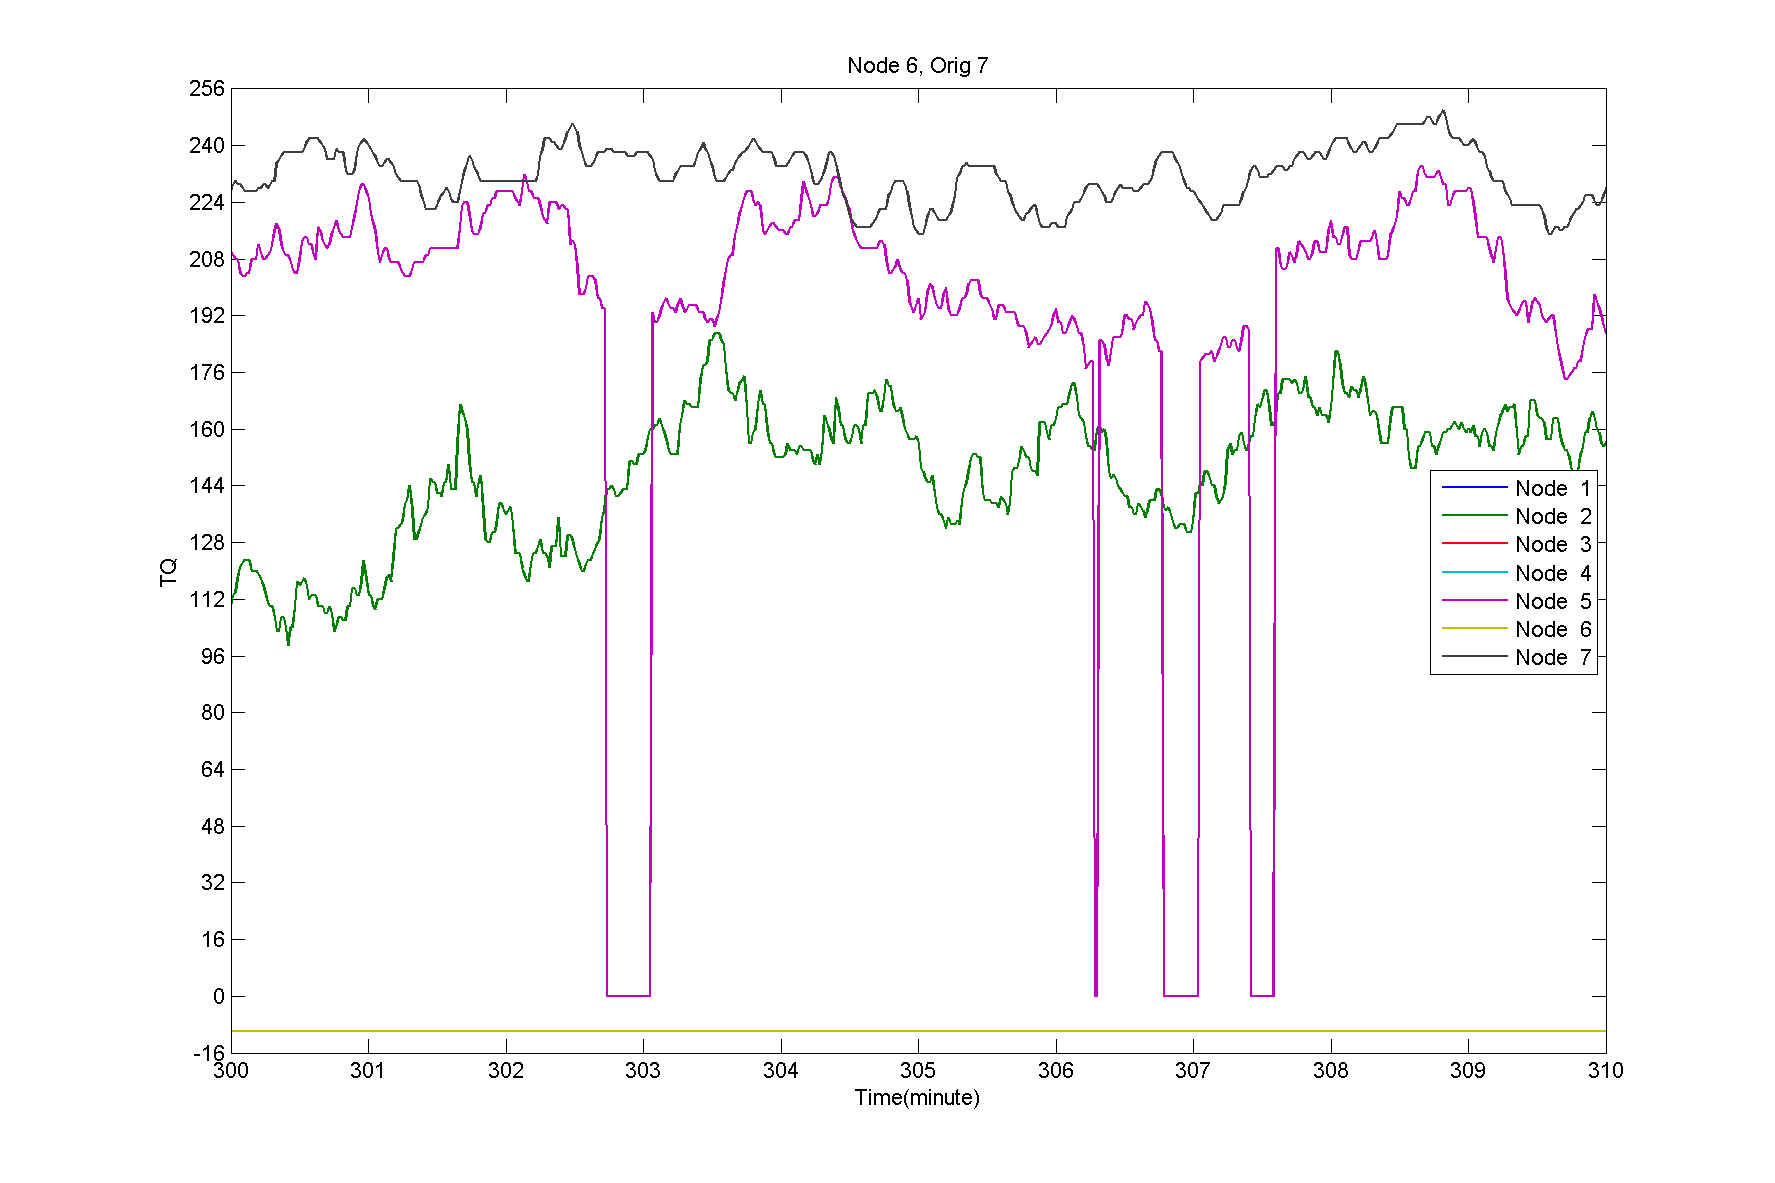 Node 6, Orig 7
256
240
224
208
192
176
160
144
128
112
96
80
64
48
32
16
0
-16
TQ
Node 1
Node 2
Node 3
Node 4
Node 5
Node 6
Node 7
300 301 302 303 304 305 306 307 308 309 310
Time(minute)